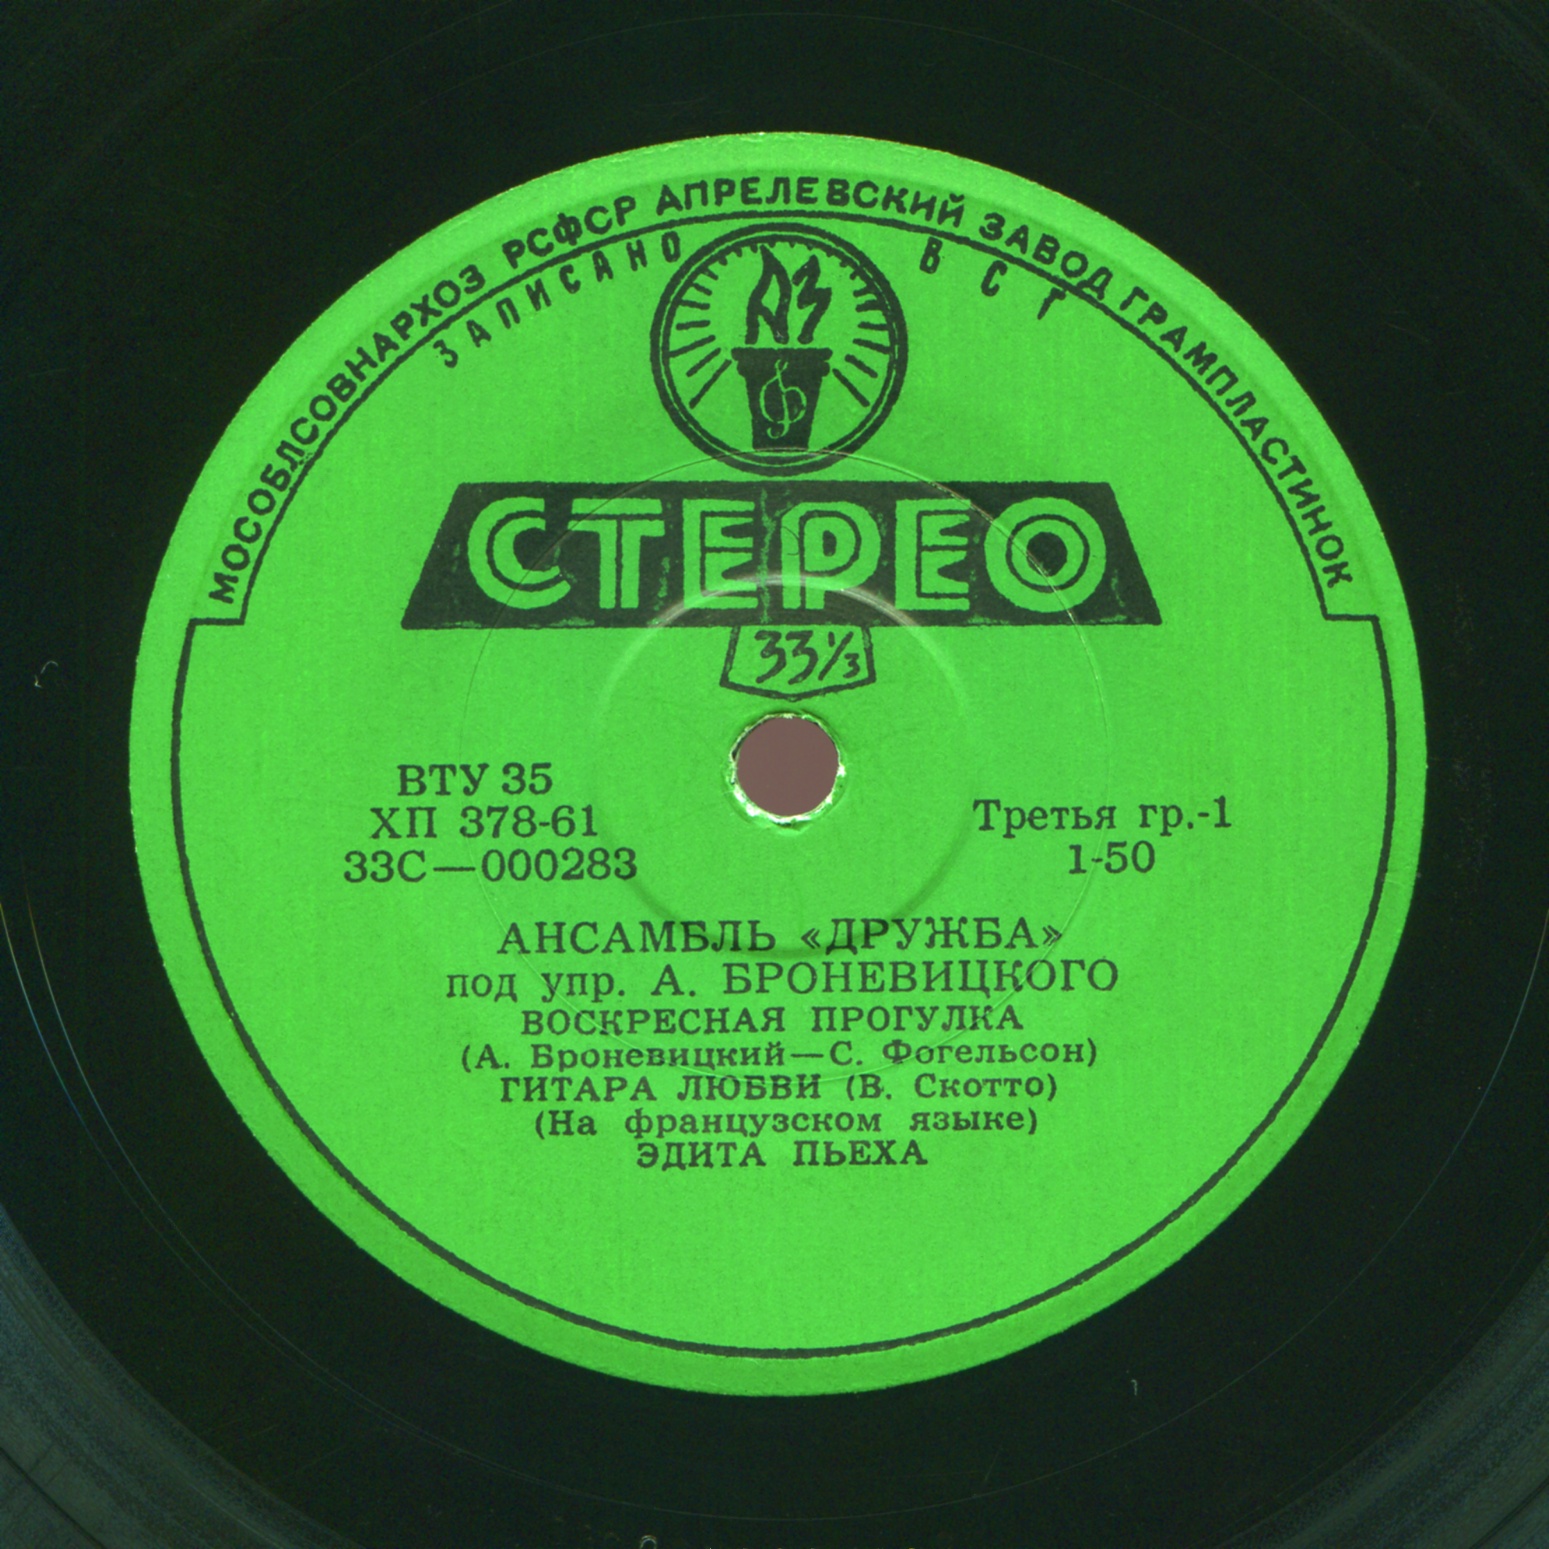 МОСОБЛСОВНАРХОЗ РСФСР АПРЕЛЕВСКИЙ ЗАВОД ГРАМПЛАСТИНОК
ЗАПИСАНО В СГ
АЗ
СТЕРЕО
33⅓
ВТУ 35
ХП 378-61
33С—000283
Третья гр.-1
1-50
АНСАМБЛЬ «ДРУЖБА»
под упр. А. БРОНЕВИЦКОГО
ВОСКРЕСНАЯ ПРОГУЛКА
(А. Броневицкий—С. Фогельсон)
ГИТАРА ЛЮБВИ (В. Скотто)
(На французском языке)
ЭДИТА ПЬЕХА